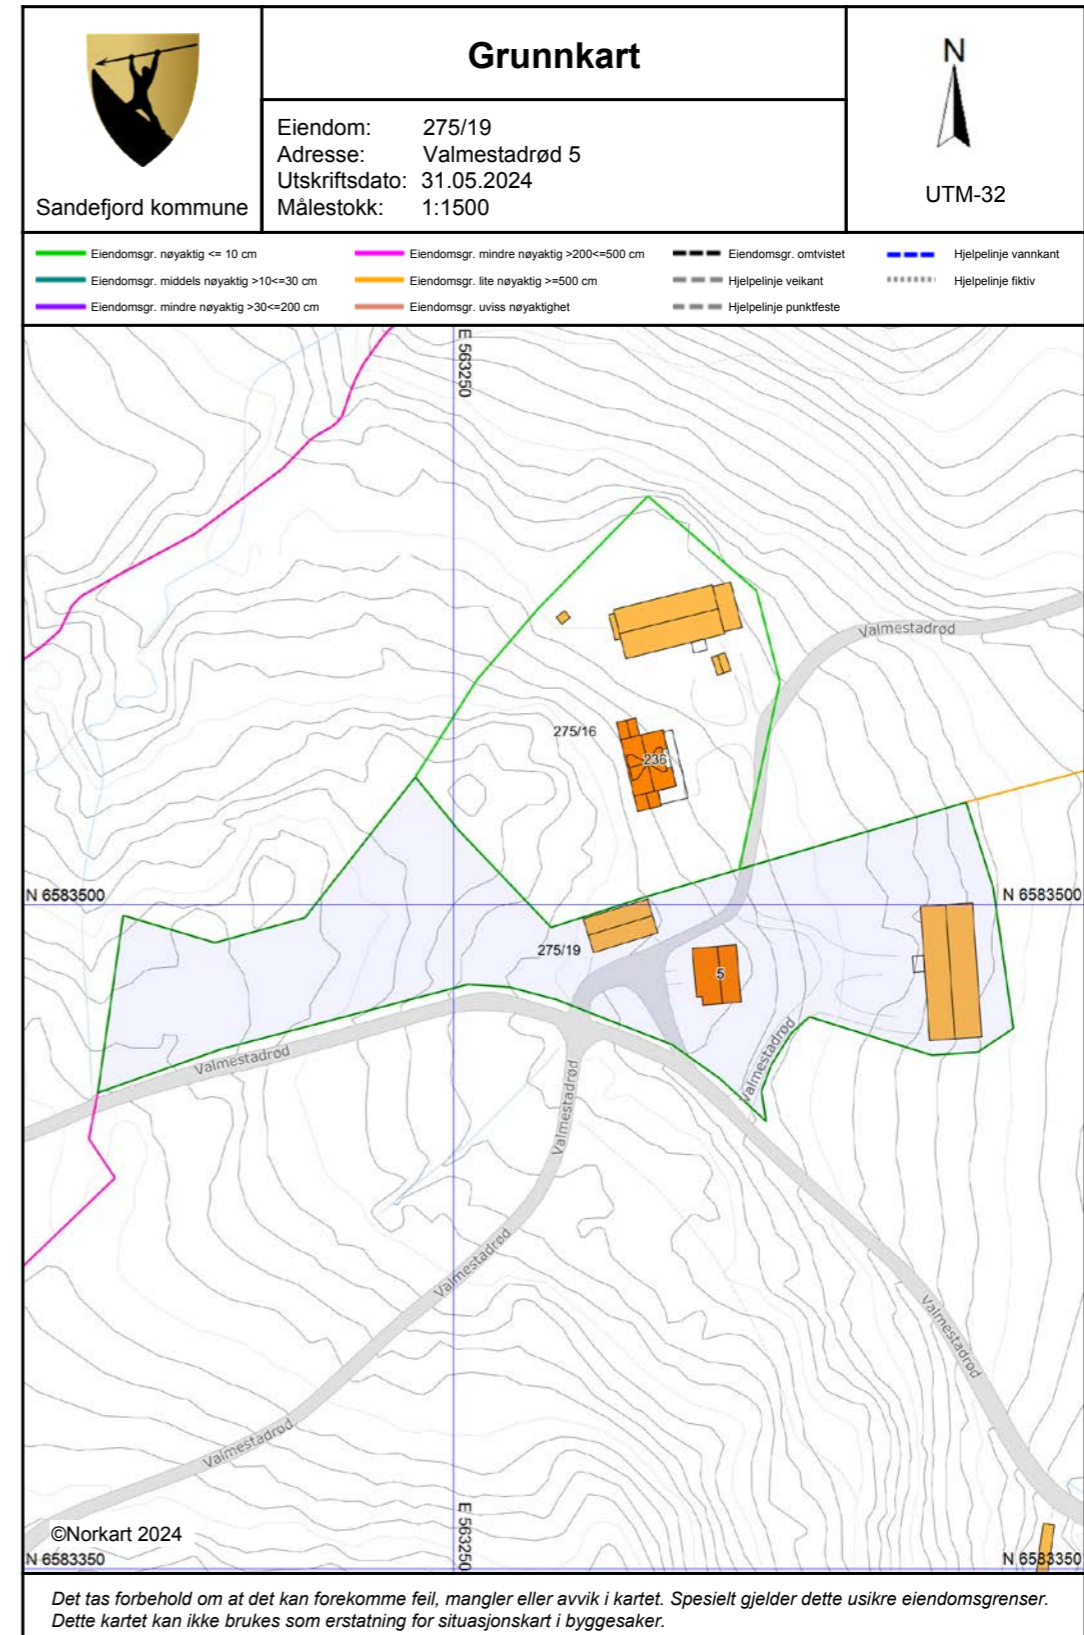 Grunnkart
Sandefjord kommune
Eiendom: 275/19
Adresse: Valmestadrød 5
Utskriftsdato: 31.05.2024
Målestokk: 1:1500
N
UTM-32
Eiendomsgr. nøyaktig <= 10 cm
Eiendomsgr. middels nøyaktig >10<=30 cm
Eiendomsgr. mindre nøyaktig >30<=200 cm
Eiendomsgr. mindre nøyaktig >200<=500 cm
Eiendomsgr. lite nøyaktig >=500 cm
Eiendomsgr. uviss nøyaktighet
Eiendomsgr. omtvistet
Hjelpelinje veikant
Hjelpelinje punktfeste
Hjelpelinje vannkant
Hjelpelinje fiktiv
E 563250
Valmestadrød
275/16
236
N 6583500
N 6583500
275/19
5
Valmestadrød
Valmestadrød
Valmestadrød
Valmestadrød
Valmestadrød
Valmestadrød
E 563250
©Norkart 2024
N 6583350
N 6583350
Det tas forbehold om at det kan forekomme feil, mangler eller avvik i kartet. Spesielt gjelder dette usikre eiendomsgrenser.
Dette kartet kan ikke brukes som erstatning for situasjonskart i byggesaker.